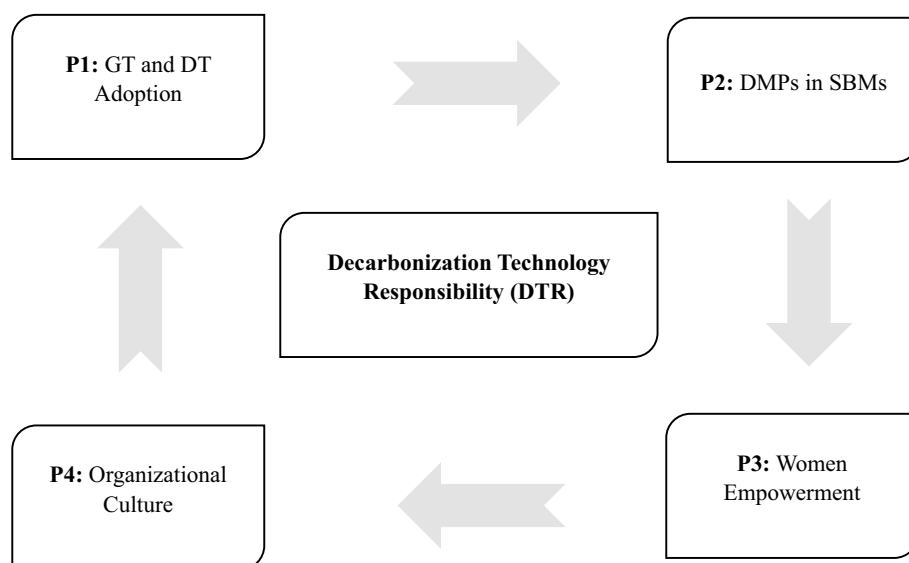 P1: GT and DT
Adoption
P2: DMPs in SBMs
Decarbonization Technology
Responsibility (DTR)
P4: Organizational
Culture
P3: Women
Empowerment